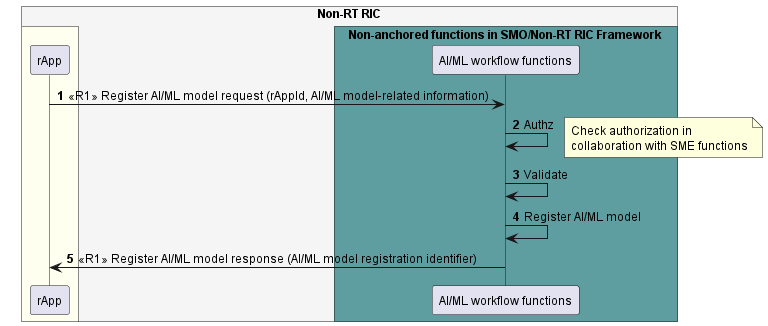 Non-RT RIC
Non-anchored functions in SMO/Non-RT RIC Framework
rApp
AI/ML workflow functions
1 «R1» Register AI/ML model request (rAppId, AI/ML model-related information)
2 Authz
Check authorization in
collaboration with SME functions
3 Validate
4 Register AI/ML model
5 «R1» Register AI/ML model response (AI/ML model registration identifier)
rApp
AI/ML workflow functions